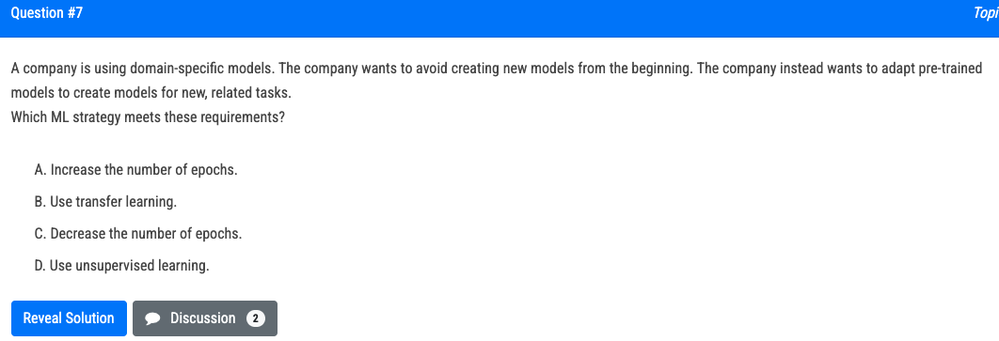 Question #7
Topi
A company is using domain-specific models. The company wants to avoid creating new models from the beginning. The company instead wants to adapt pre-trained
models to create models for new, related tasks.
Which ML strategy meets these requirements?
A. Increase the number of epochs.
B. Use transfer learning.
C. Decrease the number of epochs.
D. Use unsupervised learning.
Reveal Solution
Discussion 2